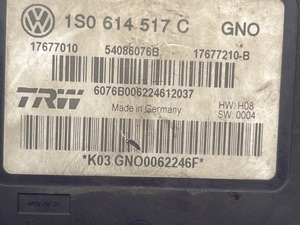 1S0 614 517 C GNO
17677010 54086076B 17677210-B
6076B006224612037
TRW Made in Germany HW: H08
SW: 0004
*K03 GNO0062246F*